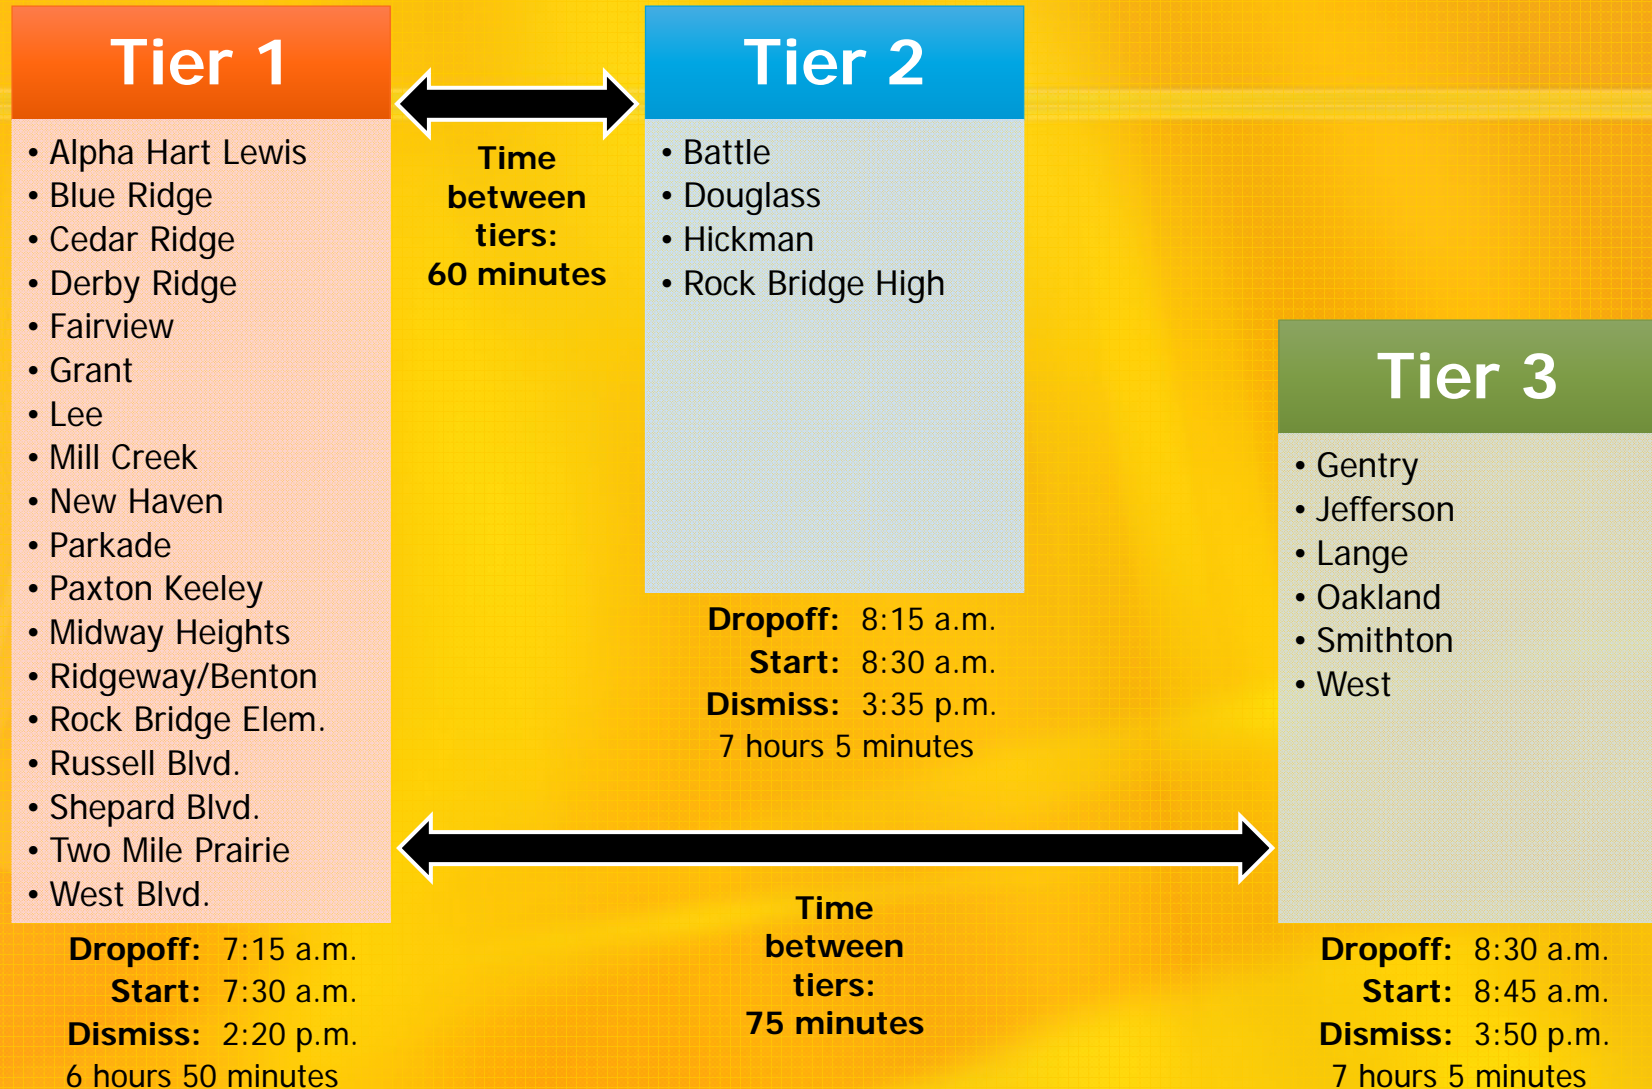 Tier 1
• Alpha Hart Lewis
• Blue Ridge
• Cedar Ridge
• Derby Ridge
• Fairview
• Grant
• Lee
• Mill Creek
• New Haven
• Parkade
• Paxton Keeley
• Midway Heights
• Ridgeway/Benton
• Rock Bridge Elem.
• Russell Blvd.
• Shepard Blvd.
• Two Mile Prairie
• West Blvd.
Dropoff: 7:15 a.m.
Start: 7:30 a.m.
Dismiss: 2:20 p.m.
6 hours 50 minutes
Time
between
tiers:
60 minutes
Tier 2
• Battle
• Douglass
• Hickman
• Rock Bridge High
Dropoff: 8:15 a.m.
Start: 8:30 a.m.
Dismiss: 3:35 p.m.
7 hours 5 minutes
Time
between
tiers:
75 minutes
Tier 3
• Gentry
• Jefferson
• Lange
• Oakland
• Smithton
• West
Dropoff: 8:30 a.m.
Start: 8:45 a.m.
Dismiss: 3:50 p.m.
7 hours 5 minutes